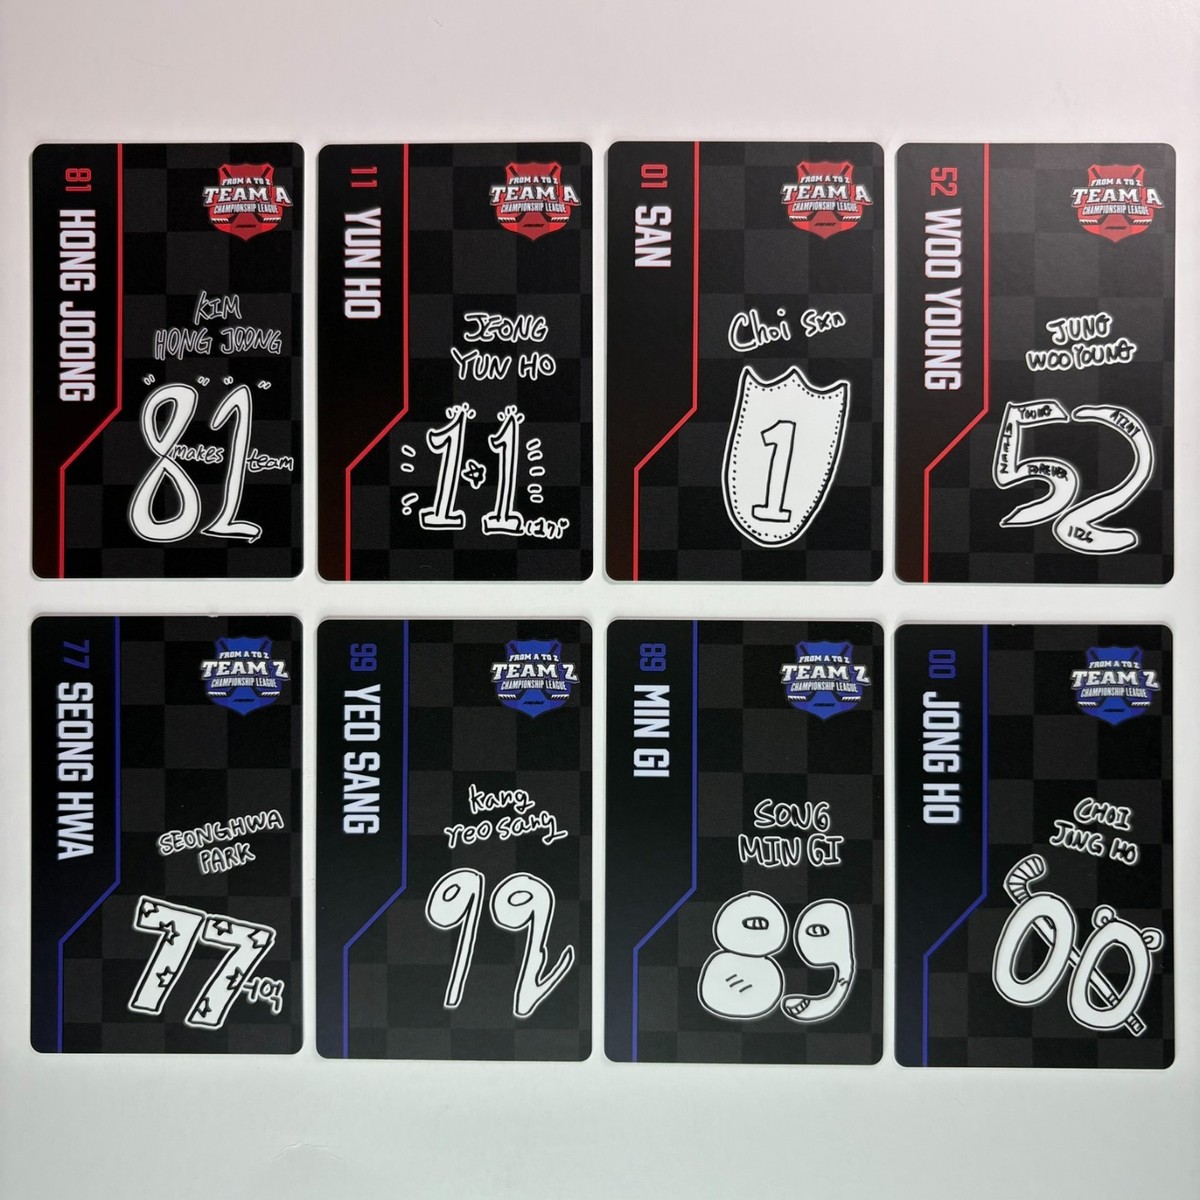 81 HONG JOONG
FROM A TO Z
TEAM A
CHAMPIONSHIP LEAGUE
KIM
HONG JOONG
81
makes team
11 YUN HO
FROM A TO Z
TEAM A
CHAMPIONSHIP LEAGUE
JEONG
YUN HO
11
01 SAN
FROM A TO Z
TEAM A
CHAMPIONSHIP LEAGUE
Choi San
1
52 WOO YOUNG
FROM A TO Z
TEAM A
CHAMPIONSHIP LEAGUE
JUNG
WOO YOUNG
52
YOUNG
ATEEZ
FOREVER
ATINY
1126
77 SEONG HWA
FROM A TO Z
TEAM Z
CHAMPIONSHIP LEAGUE
SEONGHWA
PARK
77
99 YEO SANG
FROM A TO Z
TEAM Z
CHAMPIONSHIP LEAGUE
Kang
Yeo Sang
99
89 MIN GI
FROM A TO Z
TEAM Z
CHAMPIONSHIP LEAGUE
SONG
MIN GI
89
00 JONG HO
FROM A TO Z
TEAM Z
CHAMPIONSHIP LEAGUE
CHOI
JONG HO
00